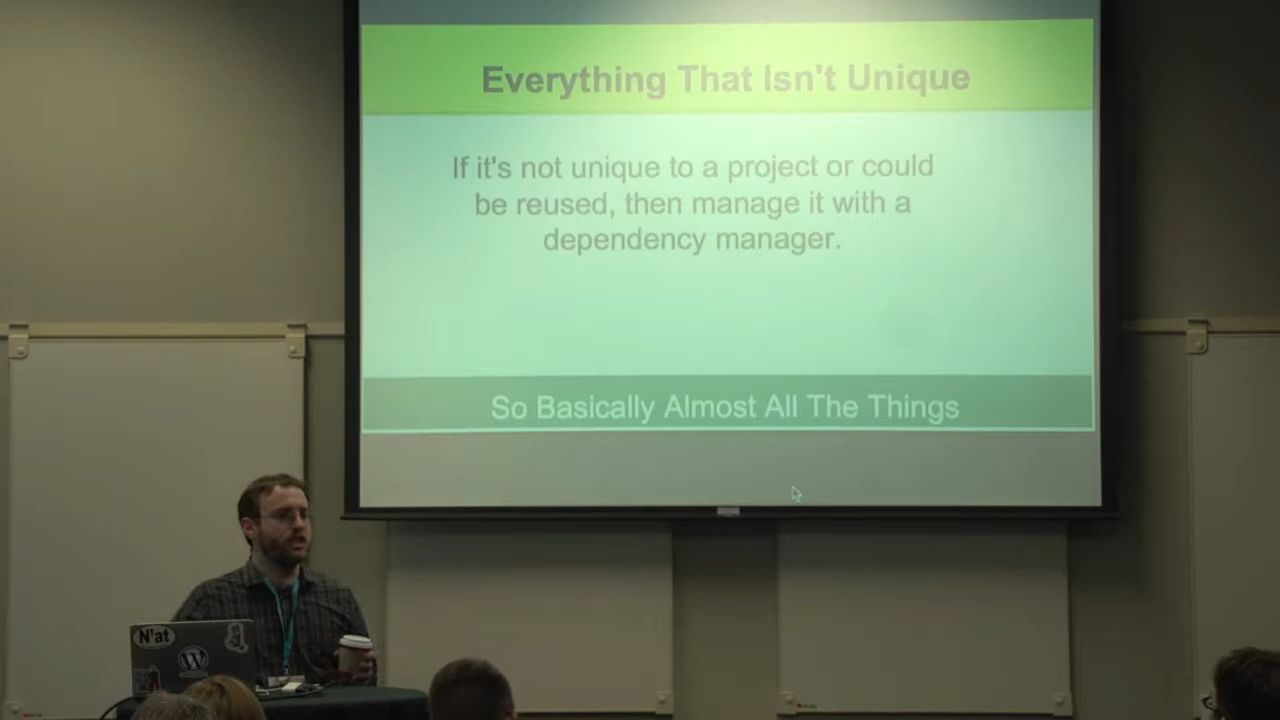 Everything That Isn't Unique
If it's not unique to a project or could
be reused, then manage it with a
dependency manager.
So Basically Almost All The Things
N'at
W